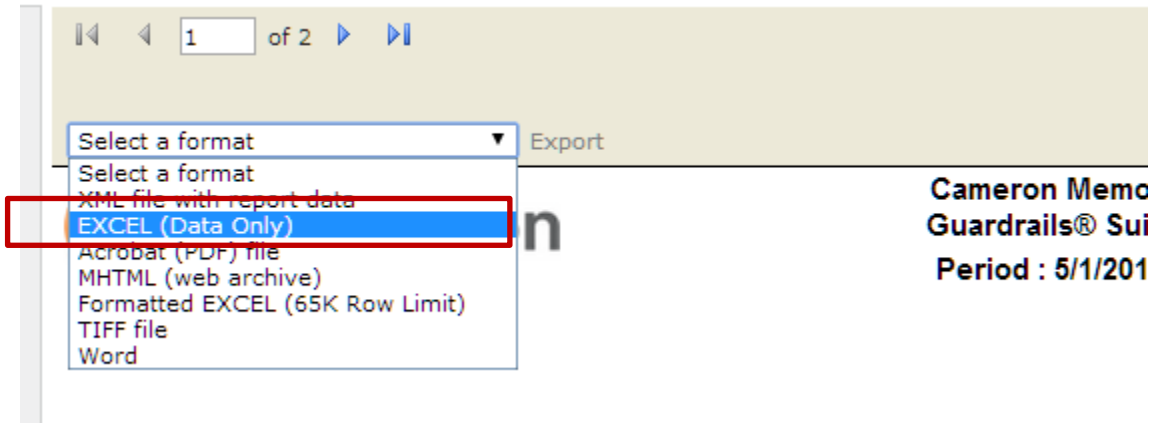 1 of 2
Select a format Export
Select a format
XML file with report data
EXCEL (Data Only)
Acrobat (PDF) file
MHTML (web archive)
Formatted EXCEL (65K Row Limit)
TIFF file
Word
n
Cameron Memo
Guardrails® Sui
Period : 5/1/201